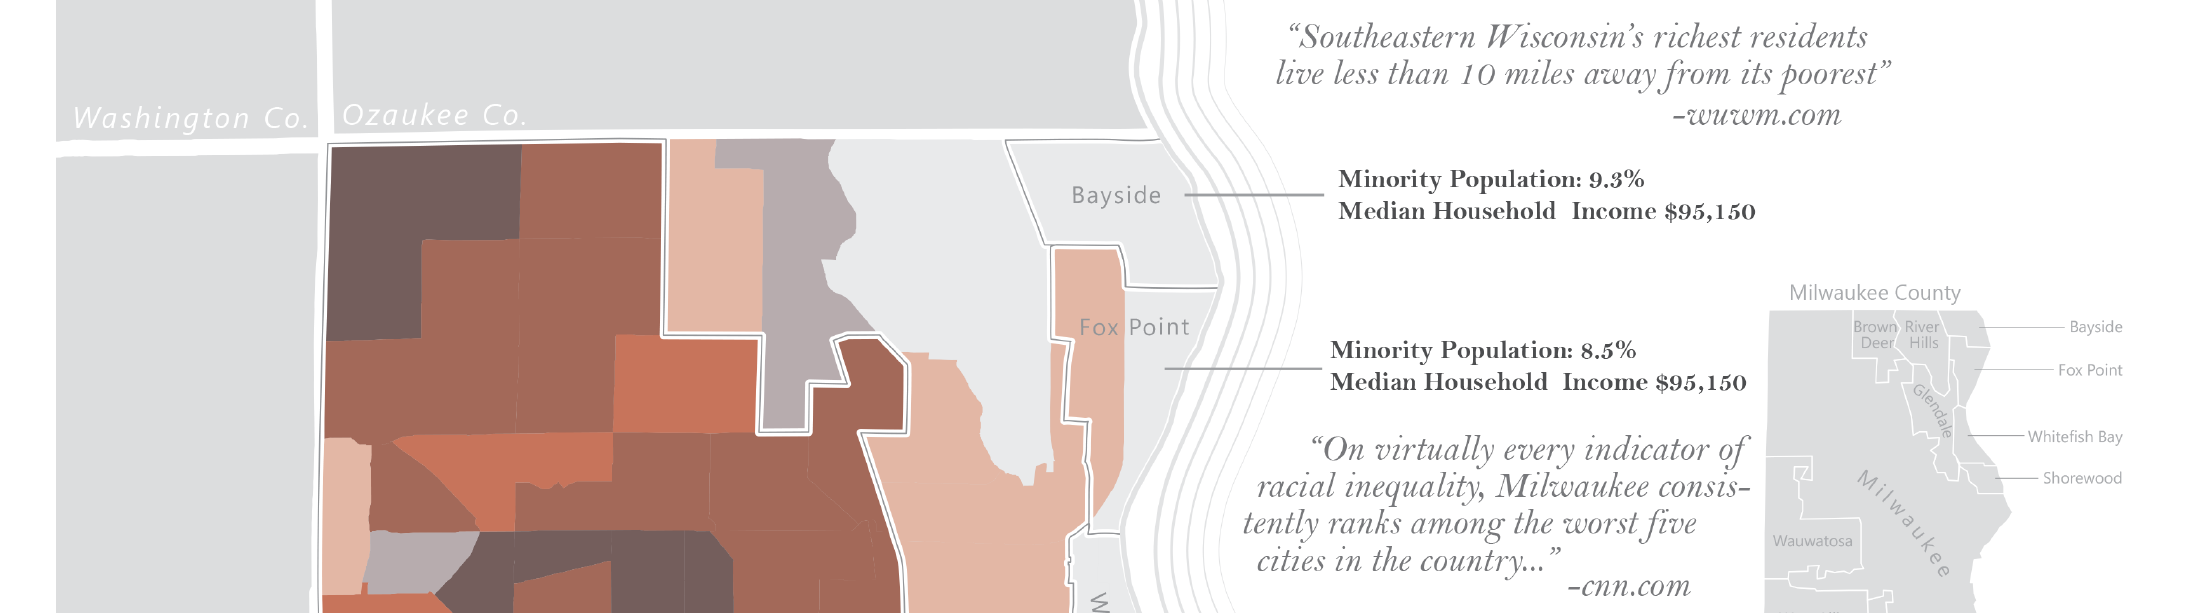 “Southeastern Wisconsin’s richest residents
live less than 10 miles away from its poorest”
-wuwm.com
Washington Co.
Ozaukee Co.
Bayside
Minority Population: 9.3%
Median Household  Income $95,150
Fox Point
Minority Population: 8.5%
Median Household  Income $95,150
“On virtually every indicator of
racial inequality, Milwaukee consis-
tently ranks among the worst five
cities in the country...”
-cnn.com
Milwaukee County
Brown
Deer
River
Hills
Bayside
Fox Point
Glendale
Whitefish Bay
Shorewood
Milwaukee
Wauwatosa
W